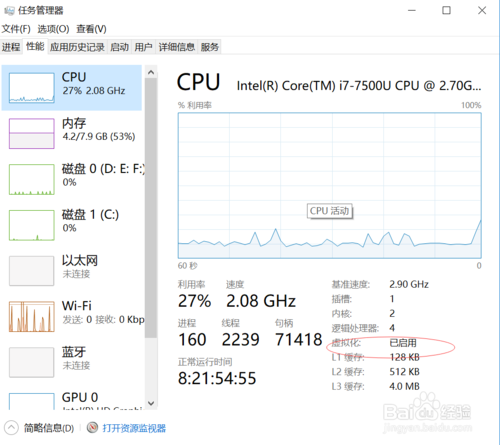 任务管理器
文件(F) 选项(O) 查看(V)
进程 性能 应用历史记录 启动 用户 详细信息 服务
CPU
27% 2.08 GHz
内存
4.2/7.9 GB (53%)
磁盘 0 (D: E: F:)
0%
磁盘 1 (C:)
0%
以太网
未连接
Wi-Fi
发送: 0 接收: 0 Kbp
蓝牙
未连接
GPU 0
CPU Intel(R) Core(TM) i7-7500U CPU @ 2.70G...
% 利用率 100%
CPU 活动
60 秒 0
利用率 速度
27% 2.08 GHz
进程 线程 句柄
160 2239 71418
正常运行时间
8:21:54:55
基准速度: 2.90 GHz
插槽: 1
内核: 2
逻辑处理器: 4
虚拟化: 已启用
L1 缓存: 128 KB
L2 缓存: 512 KB
L3 缓存: 4.0 MB
简略信息(D) 打开资源监视器
Baidu 经验
jingyan.baidu.com